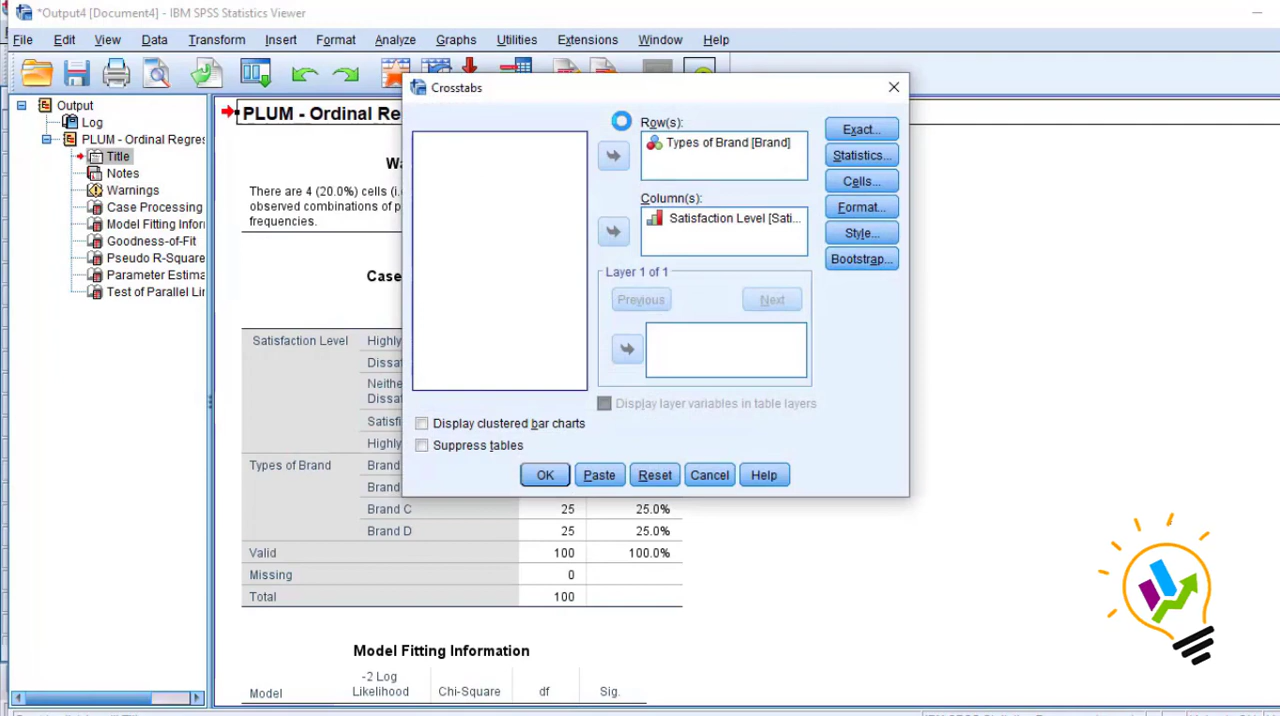 *Output4 [Document4] - IBM SPSS Statistics Viewer
File Edit View Data Transform Insert Format Analyze Graphs Utilities Extensions Window Help
Output
Log
PLUM - Ordinal Regres
Title
Notes
Warnings
Case Processing
Model Fitting Infor
Goodness-of-Fit
Pseudo R-Square
Parameter Estima
Test of Parallel Lin
PLUM - Ordinal Re
Wa
There are 4 (20.0%) cells (i.
observed combinations of p
frequencies.
Case
Satisfaction Level Highly
Dissa
Neithe
Dissat
Satisf
Highly
Types of Brand Brand
Brand
Brand C 25 25.0%
Brand D 25 25.0%
Valid 100 100.0%
Missing 0
Total 100
Model Fitting Information
-2 Log
Model Likelihood Chi-Square df Sig.
Crosstabs
Row(s):
Types of Brand [Brand]
Column(s):
Satisfaction Level [Sati...
Layer 1 of 1
Previous Next
Display layer variables in table layers
Exact...
Statistics...
Cells...
Format...
Style...
Bootstrap...
Display clustered bar charts
Suppress tables
OK Paste Reset Cancel Help